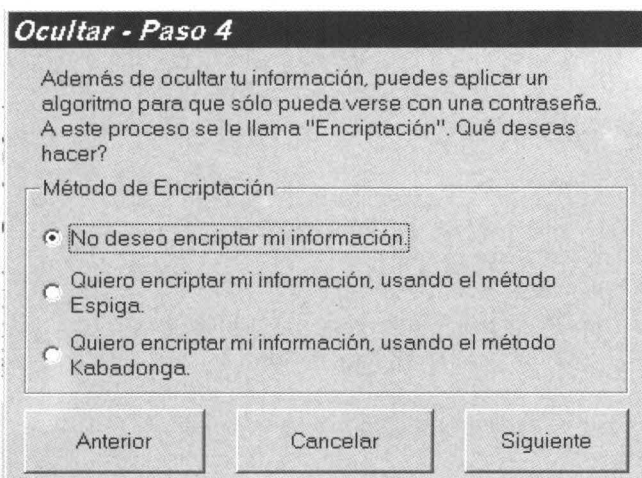 Ocultar - Paso 4
Además de ocultar tu información, puedes aplicar un
algoritmo para que sólo pueda verse con una contraseña.
A este proceso se le llama "Encriptación". Qué deseas
hacer?
Método de Encriptación
No deseo encriptar mi información.
Quiero encriptar mi información, usando el método
Espiga.
Quiero encriptar mi información, usando el método
Kabadonga.
Anterior
Cancelar
Siguiente